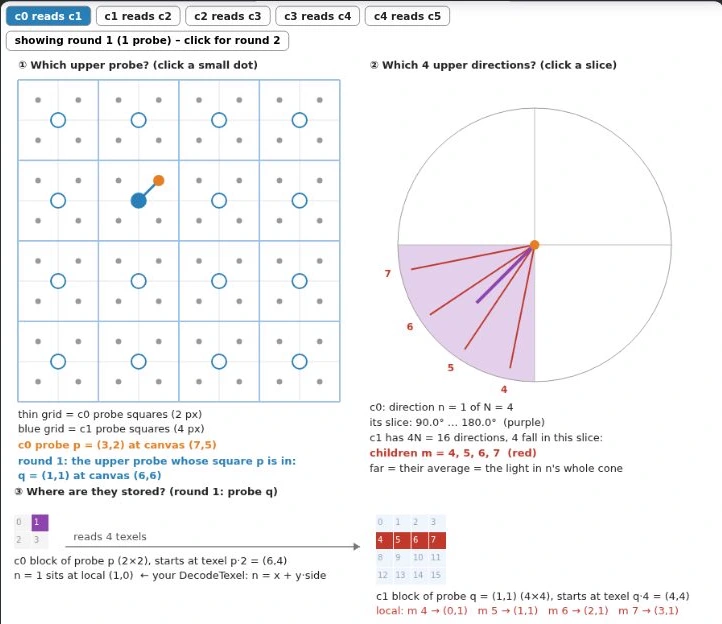 c0 reads c1
c1 reads c2
c2 reads c3
c3 reads c4
c4 reads c5
showing round 1 (1 probe) – click for round 2
① Which upper probe? (click a small dot)
② Which 4 upper directions? (click a slice)
7
6
5
4
thin grid = c0 probe squares (2 px)
blue grid = c1 probe squares (4 px)
c0 probe p = (3,2) at canvas (7,5)
round 1: the upper probe whose square p is in:
q = (1,1) at canvas (6,6)
c0: direction n = 1 of N = 4
its slice: 90.0° ... 180.0°  (purple)
c1 has 4N = 16 directions, 4 fall in this slice:
children m = 4, 5, 6, 7  (red)
far = their average = the light in n's whole cone
③ Where are they stored? (round 1: probe q)
0 1
2 3
reads 4 texels
0 1 2 3
4 5 6 7
8 9 10 11
12 13 14 15
c0 block of probe p (2×2), starts at texel p·2 = (6,4)
n = 1 sits at local (1,0)  ← your DecodeTexel: n = x + y·side
c1 block of probe q = (1,1) (4×4), starts at texel q·4 = (4,4)
local: m 4 → (0,1)   m 5 → (1,1)   m 6 → (2,1)   m 7 → (3,1)